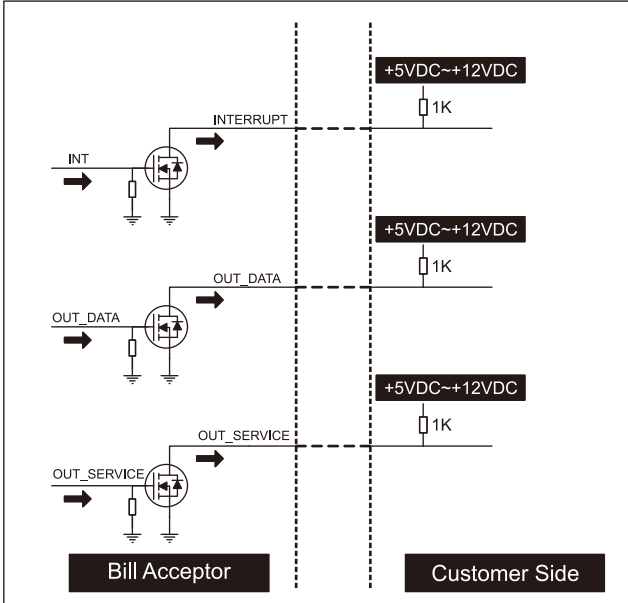 +5VDC~+12VDC
1K
INTERRUPT
INT
+5VDC~+12VDC
1K
OUT_DATA
OUT_DATA
+5VDC~+12VDC
1K
OUT_SERVICE
OUT_SERVICE
Bill Acceptor
Customer Side